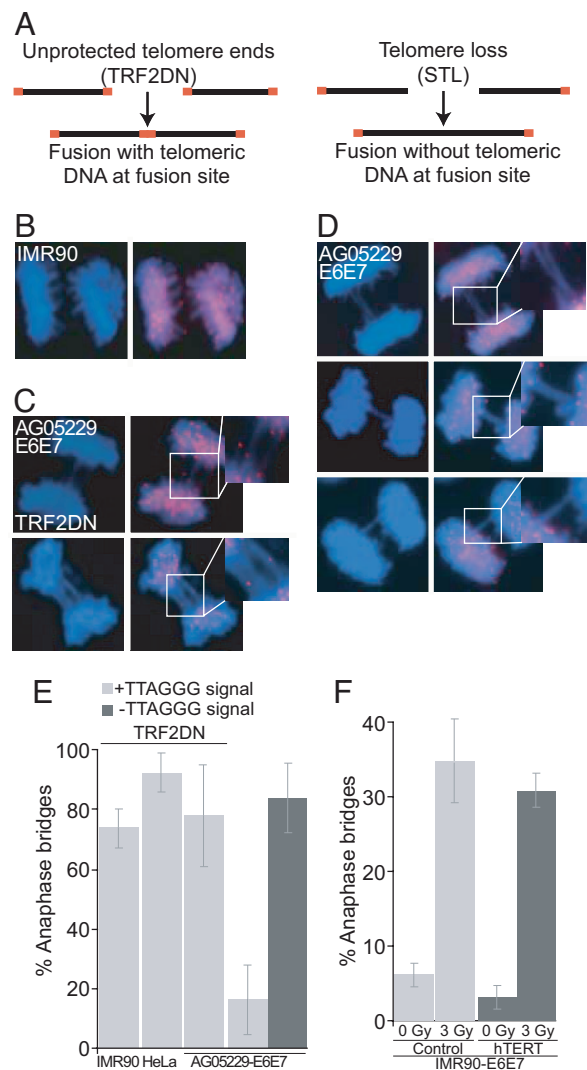 A
Unprotected telomere ends
(TRF2DN)
Fusion with telomeric
DNA at fusion site
Telomere loss
(STL)
Fusion without telomeric
DNA at fusion site
B
IMR90
C
AG05229
E6E7
TRF2DN
D
AG05229
E6E7
E
+TTAGGG signal
-TTAGGG signal
TRF2DN
% Anaphase bridges
100
80
60
40
20
0
IMR90 HeLa AG05229-E6E7
F
% Anaphase bridges
40
30
20
10
0
0 Gy 3 Gy 0 Gy 3 Gy
Control hTERT
IMR90-E6E7